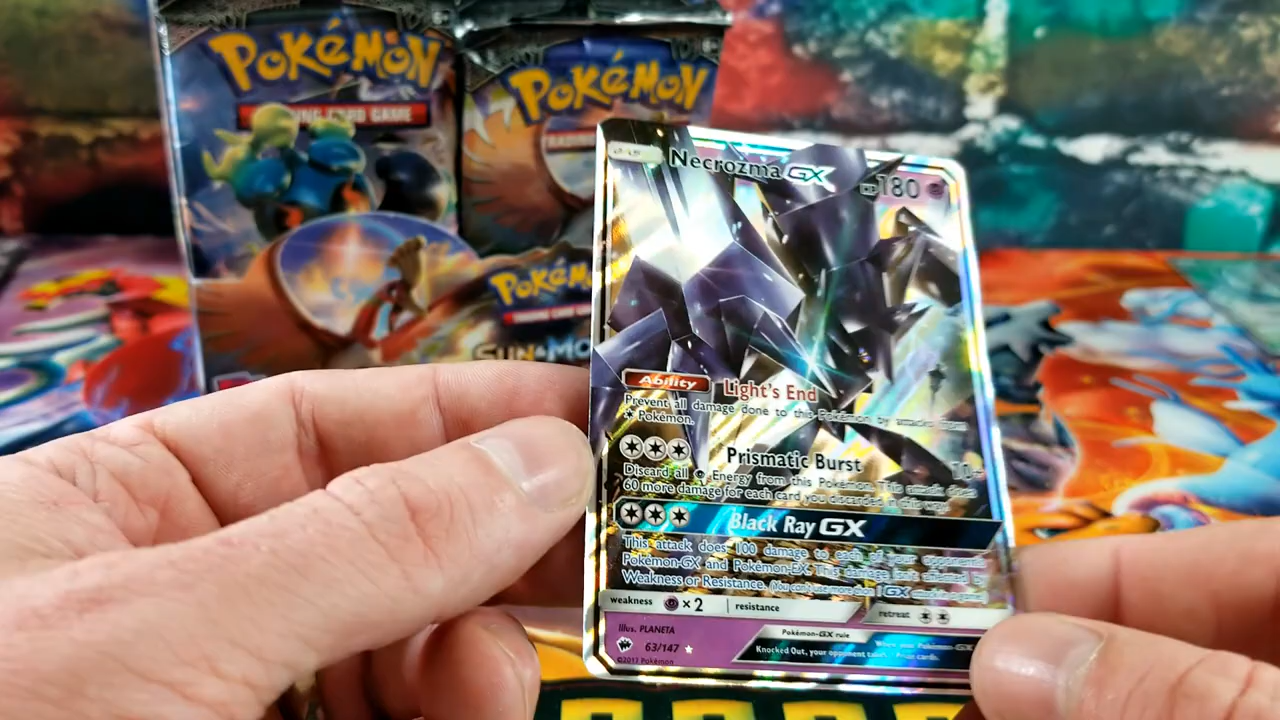 POKÉMON
TRADING CARD GAME
POKÉMON
POKÉMON
SUN & MO
Necrozma GX
180
Ability Light's End
Prevent all damage done to this Pokémon by attacks from
Pokémon.
Prismatic Burst 10+
Discard all Energy from this Pokémon. This attack does
60 more damage for each card you discarded in this way.
Black Ray GX
This attack does 100 damage to each of your opponent's
Pokémon-GX and Pokémon-EX. This damage isn't affected by
Weakness or Resistance. (You can't use more than 1 GX attack in a game.)
weakness ×2 resistance retreat
Illus. PLANETA
63/147
©2017 Pokémon
Pokémon-GX rule
When your Pokémon-GX
Knocked Out, your opponent takes Prize cards.